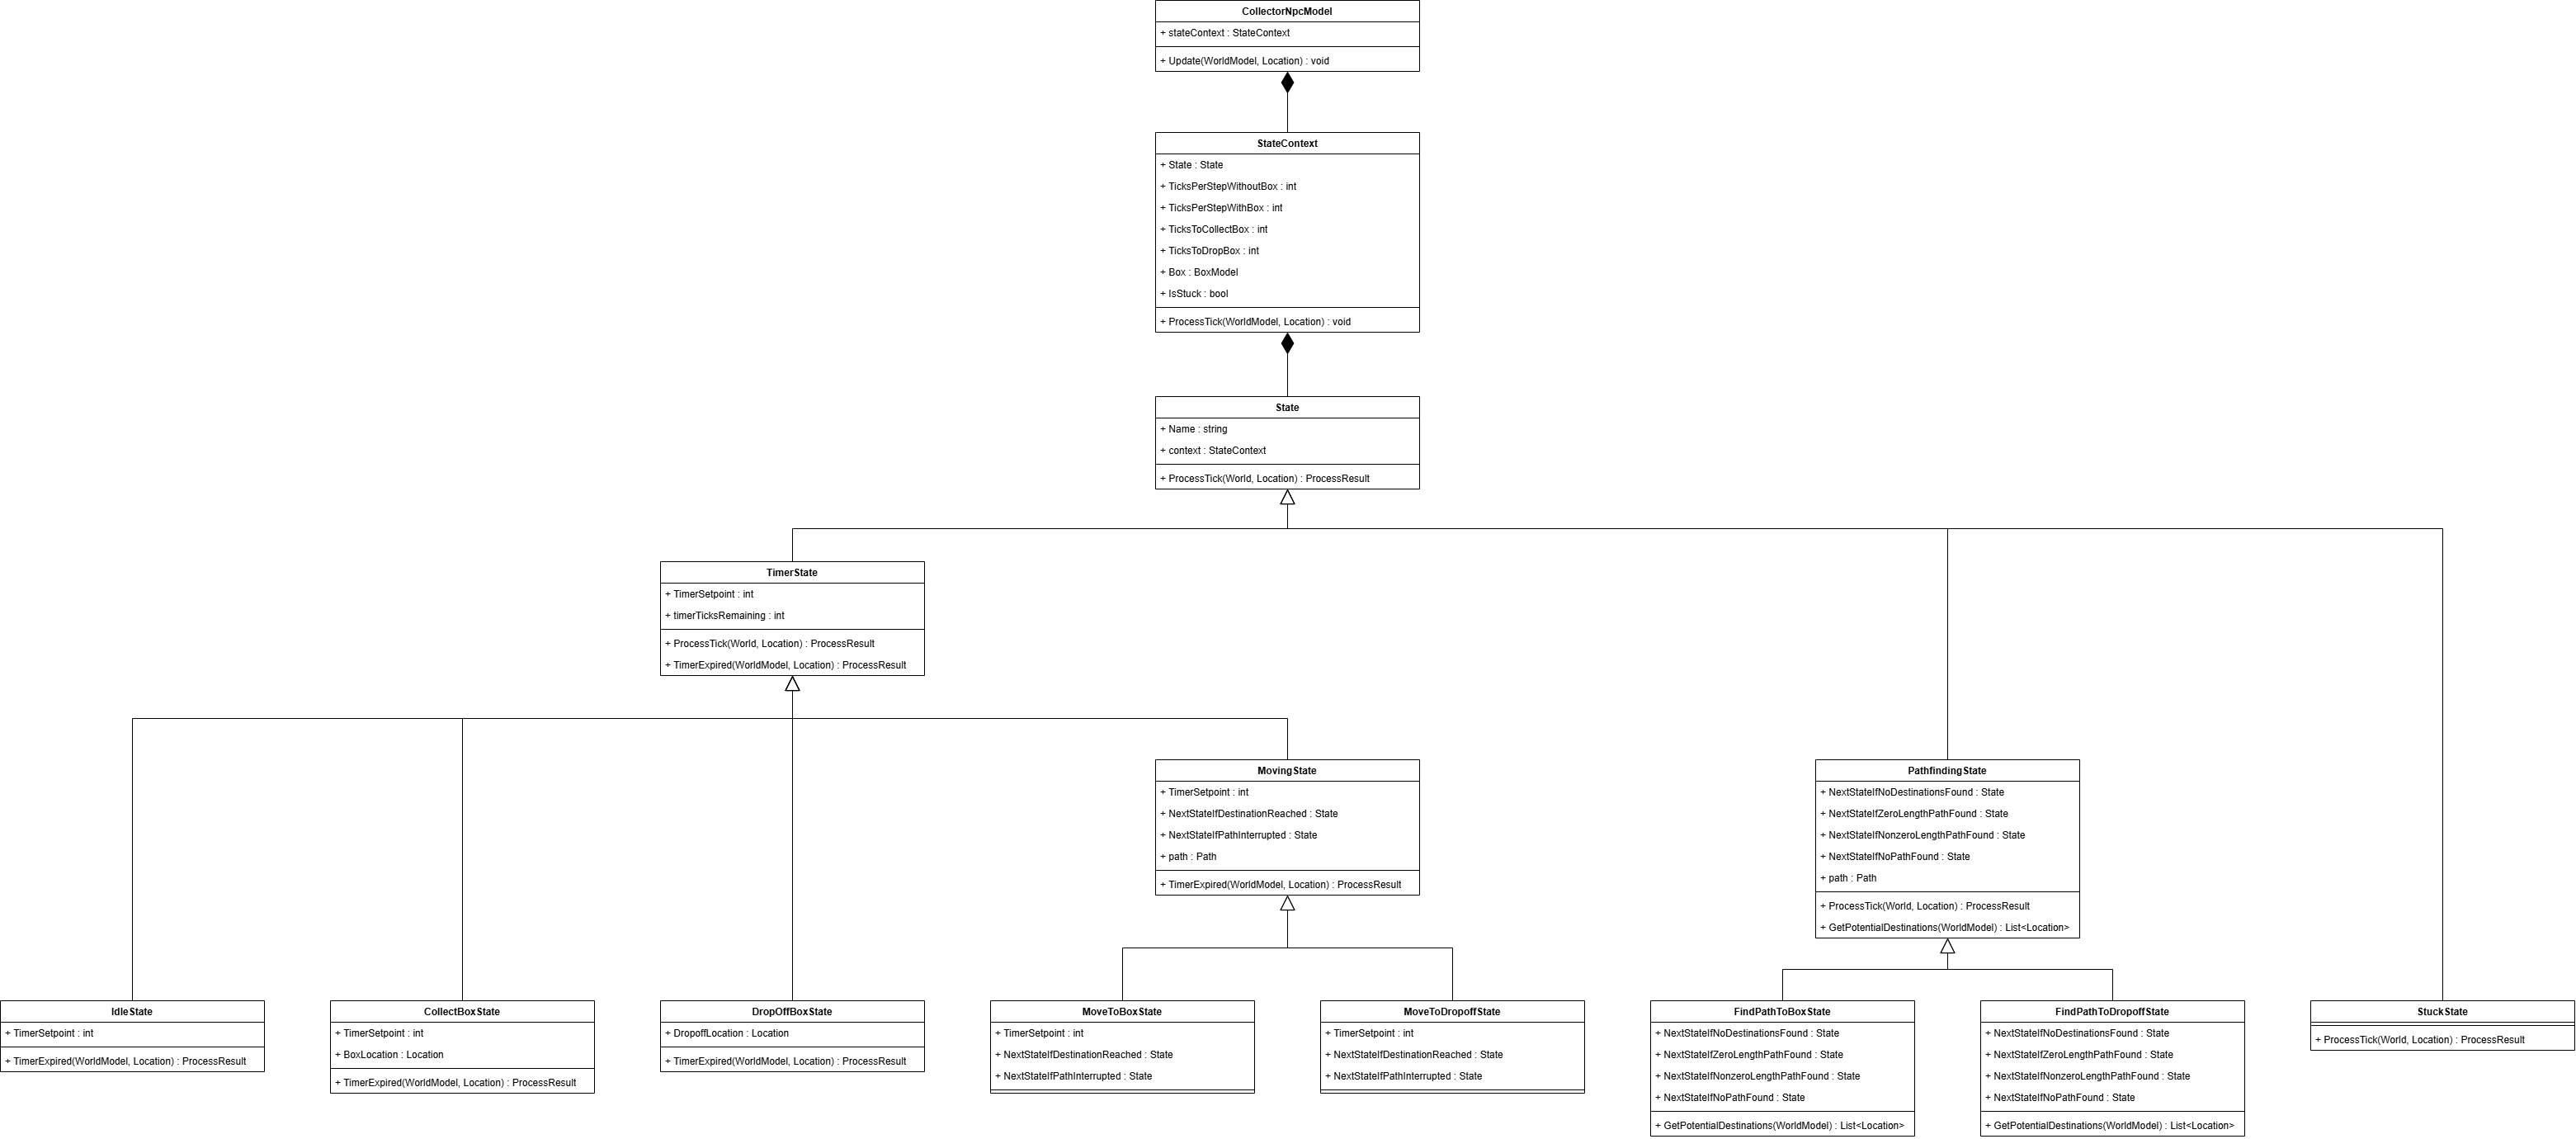 CollectorNpcModel
+ stateContext : StateContext
+ Update(WorldModel, Location) : void
StateContext
+ State : State
+ TicksPerStepWithoutBox : int
+ TicksPerStepWithBox : int
+ TicksToCollectBox : int
+ TicksToDropBox : int
+ Box : BoxModel
+ IsStuck : bool
+ ProcessTick(WorldModel, Location) : void
State
+ Name : string
+ context : StateContext
+ ProcessTick(World, Location) : ProcessResult
TimerState
+ TimerSetpoint : int
+ timerTicksRemaining : int
+ ProcessTick(World, Location) : ProcessResult
+ TimerExpired(WorldModel, Location) : ProcessResult
MovingState
+ TimerSetpoint : int
+ NextStateIfDestinationReached : State
+ NextStateIfPathInterrupted : State
+ path : Path
+ TimerExpired(WorldModel, Location) : ProcessResult
PathfindingState
+ NextStateIfNoDestinationsFound : State
+ NextStateIfZeroLengthPathFound : State
+ NextStateIfNonzeroLengthPathFound : State
+ NextStateIfNoPathFound : State
+ path : Path
+ ProcessTick(World, Location) : ProcessResult
+ GetPotentialDestinations(WorldModel) : List<Location>
IdleState
+ TimerSetpoint : int
+ TimerExpired(WorldModel, Location) : ProcessResult
CollectBoxState
+ TimerSetpoint : int
+ BoxLocation : Location
+ TimerExpired(WorldModel, Location) : ProcessResult
DropOffBoxState
+ DropoffLocation : Location
+ TimerExpired(WorldModel, Location) : ProcessResult
MoveToBoxState
+ TimerSetpoint : int
+ NextStateIfDestinationReached : State
+ NextStateIfPathInterrupted : State
MoveToDropoffState
+ TimerSetpoint : int
+ NextStateIfDestinationReached : State
+ NextStateIfPathInterrupted : State
FindPathToBoxState
+ NextStateIfNoDestinationsFound : State
+ NextStateIfZeroLengthPathFound : State
+ NextStateIfNonzeroLengthPathFound : State
+ NextStateIfNoPathFound : State
+ GetPotentialDestinations(WorldModel) : List<Location>
FindPathToDropoffState
+ NextStateIfNoDestinationsFound : State
+ NextStateIfZeroLengthPathFound : State
+ NextStateIfNonzeroLengthPathFound : State
+ NextStateIfNoPathFound : State
+ GetPotentialDestinations(WorldModel) : List<Location>
StuckState
+ ProcessTick(World, Location) : ProcessResult